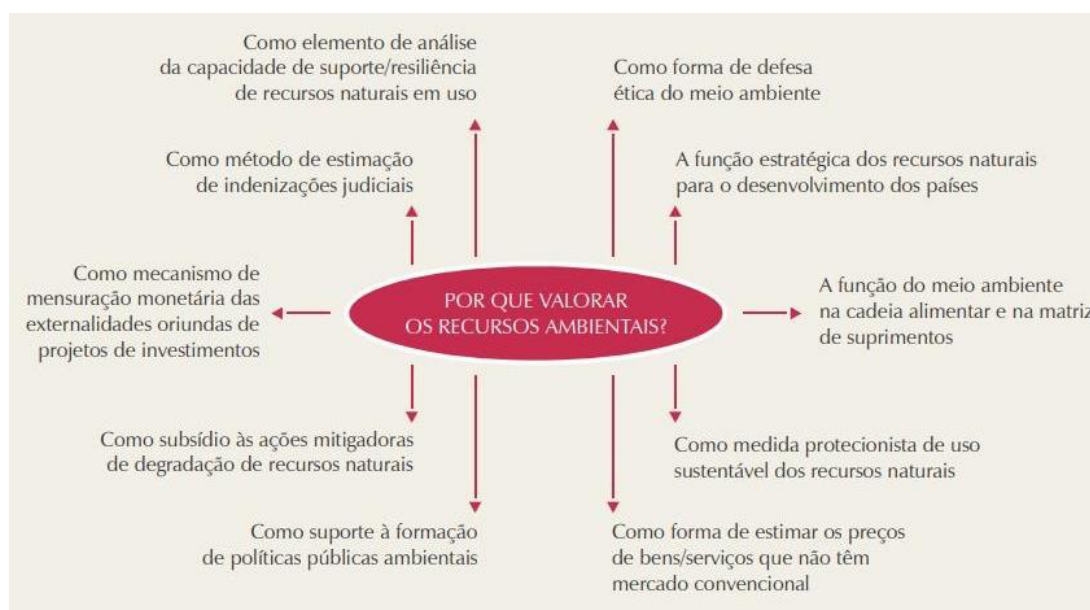 Como elemento de análise
da capacidade de suporte/resiliência
de recursos naturais em uso
Como forma de defesa
ética do meio ambiente
Como método de estimação
de indenizações judiciais
A função estratégica dos recursos naturais
para o desenvolvimento dos países
Como mecanismo de
mensuração monetária das
externalidades oriundas de
projetos de investimentos
POR QUE VALORAR
OS RECURSOS AMBIENTAIS?
A função do meio ambiente
na cadeia alimentar e na matriz
de suprimentos
Como subsídio às ações mitigadoras
de degradação de recursos naturais
Como medida protecionista de uso
sustentável dos recursos naturais
Como suporte à formação
de políticas públicas ambientais
Como forma de estimar os preços
de bens/serviços que não têm
mercado convencional